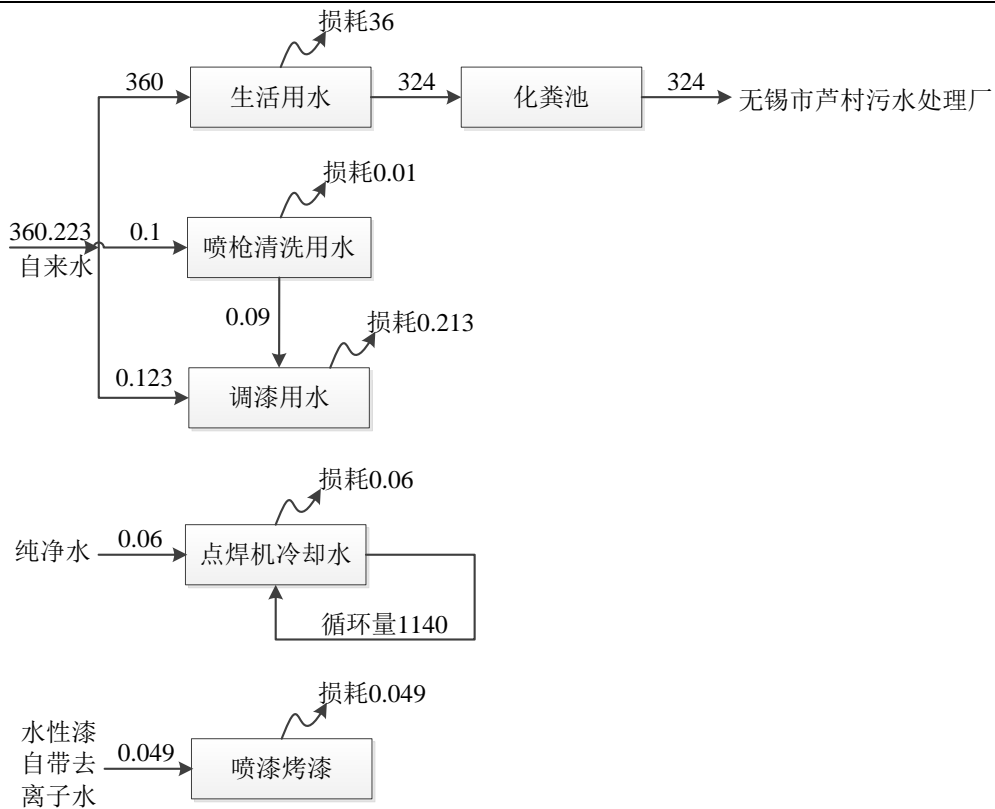 损耗36
360
生活用水
324
化粪池
324
无锡市芦村污水处理厂
损耗0.01
360.223
自来水
0.1
喷枪清洗用水
0.09
损耗0.213
0.123
调漆用水
损耗0.06
纯净水
0.06
点焊机冷却水
循环量1140
损耗0.049
水性漆
自带去
离子水
0.049
喷漆烤漆